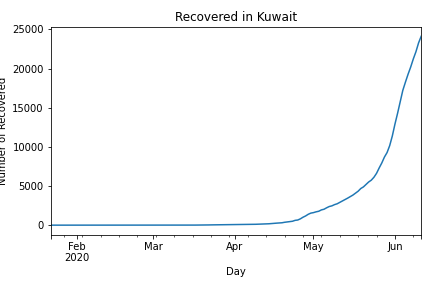 Recovered in Kuwait
Number of Recovered
25000
20000
15000
10000
5000
0
Feb
2020
Mar
Apr
May
Jun
Day